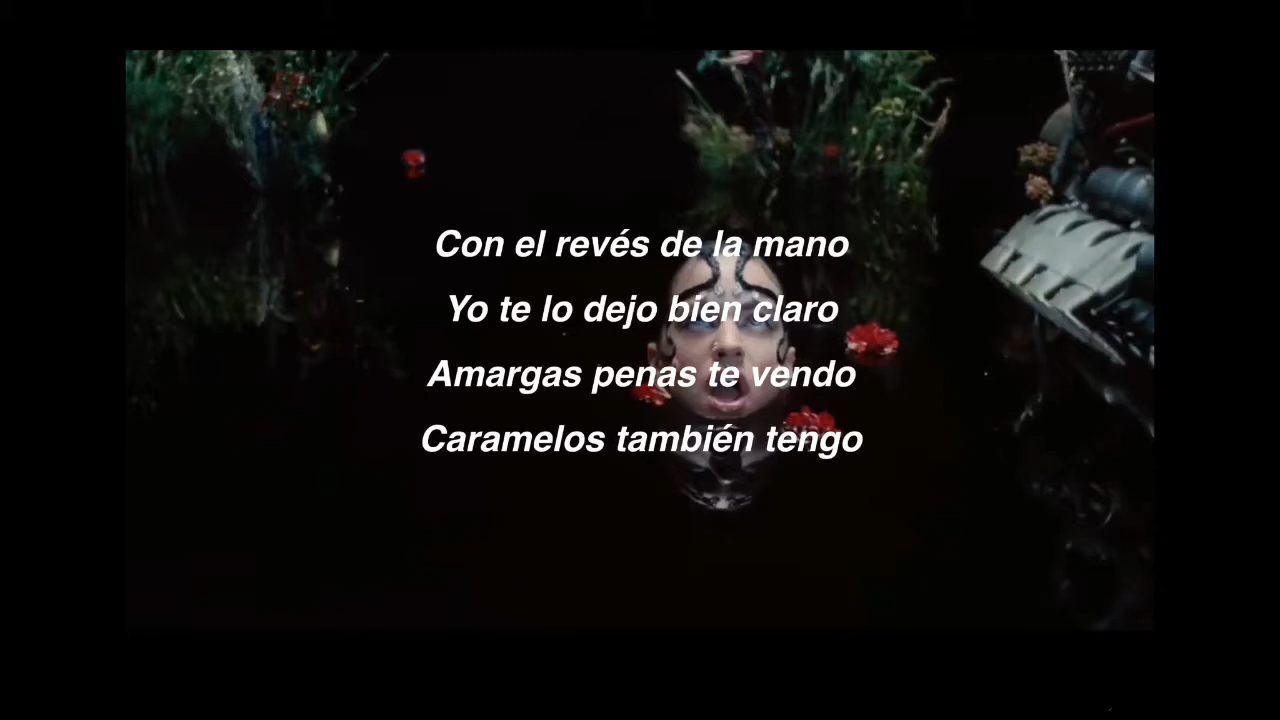 Con el revés de la mano
Yo te lo dejo bien claro
Amargas penas te vendo
Caramelos también tengo